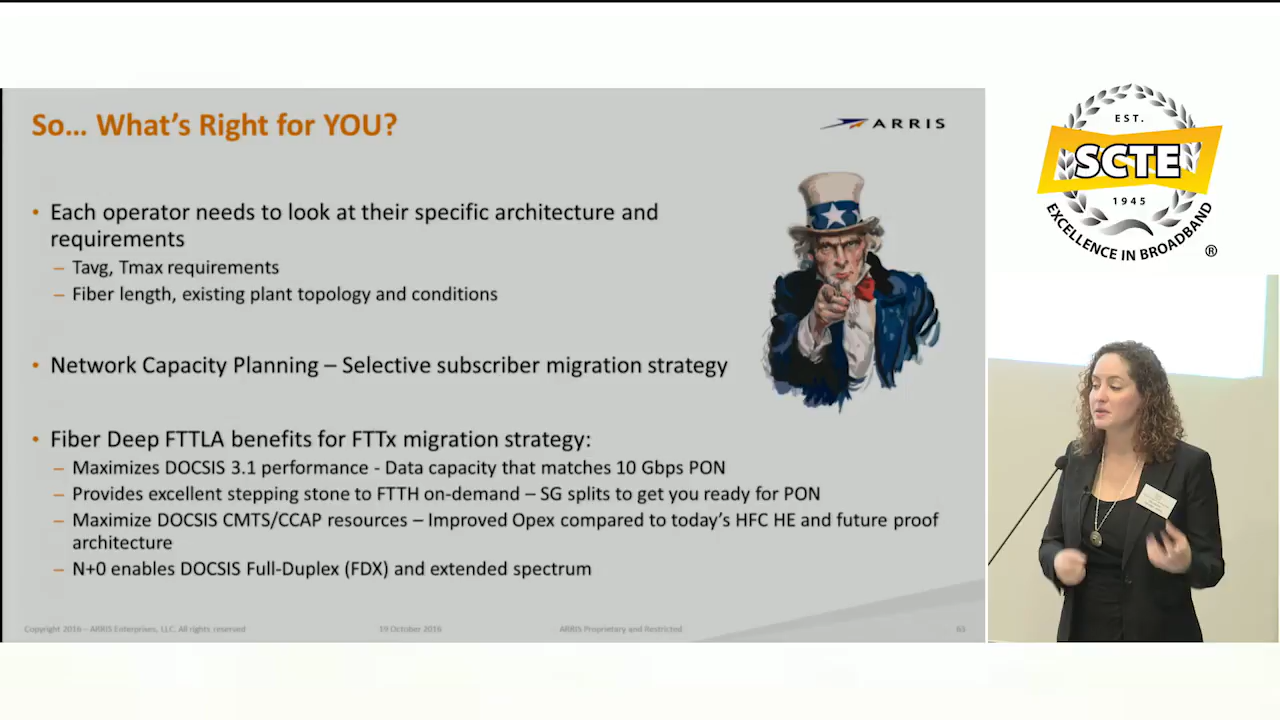 So… What's Right for YOU?
ARRIS
• Each operator needs to look at their specific architecture and
requirements
– Tavg, Tmax requirements
– Fiber length, existing plant topology and conditions
• Network Capacity Planning – Selective subscriber migration strategy
• Fiber Deep FTTLA benefits for FTTx migration strategy:
– Maximizes DOCSIS 3.1 performance - Data capacity that matches 10 Gbps PON
– Provides excellent stepping stone to FTTH on-demand – SG splits to get you ready for PON
– Maximize DOCSIS CMTS/CCAP resources – Improved Opex compared to today's HFC HE and future proof
architecture
– N+0 enables DOCSIS Full-Duplex (FDX) and extended spectrum
Copyright 2016 – ARRIS Enterprises, LLC. All rights reserved
19 October 2016
ARRIS Proprietary and Restricted
EST.
SCTE
1945
EXCELLENCE IN BROADBAND
®